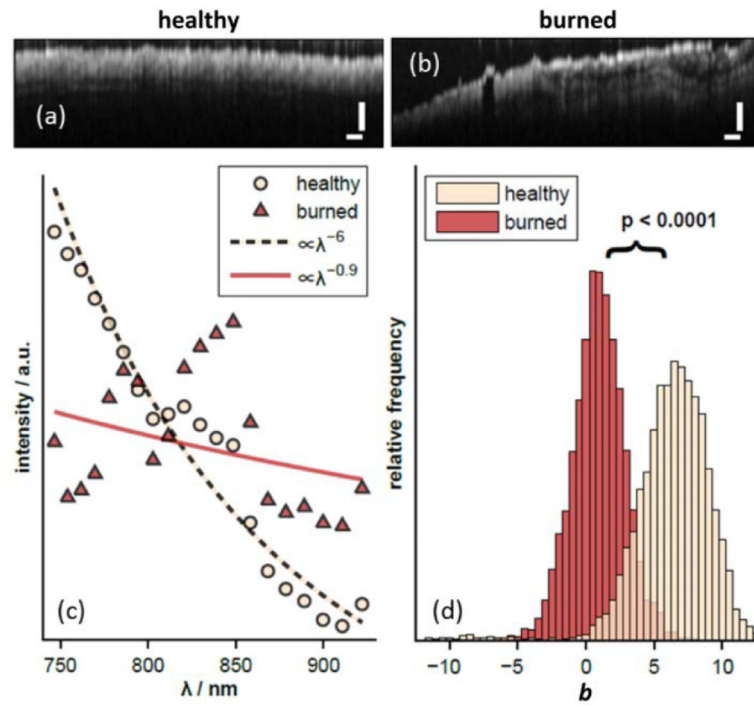 healthy
burned
(a)
(b)
healthy
burned
∝λ⁻⁶
∝λ⁻⁰·⁹
intensity / a.u.
(c)
750
800
850
900
λ / nm
healthy
burned
p < 0.0001
relative frequency
(d)
−10
−5
0
5
10
b